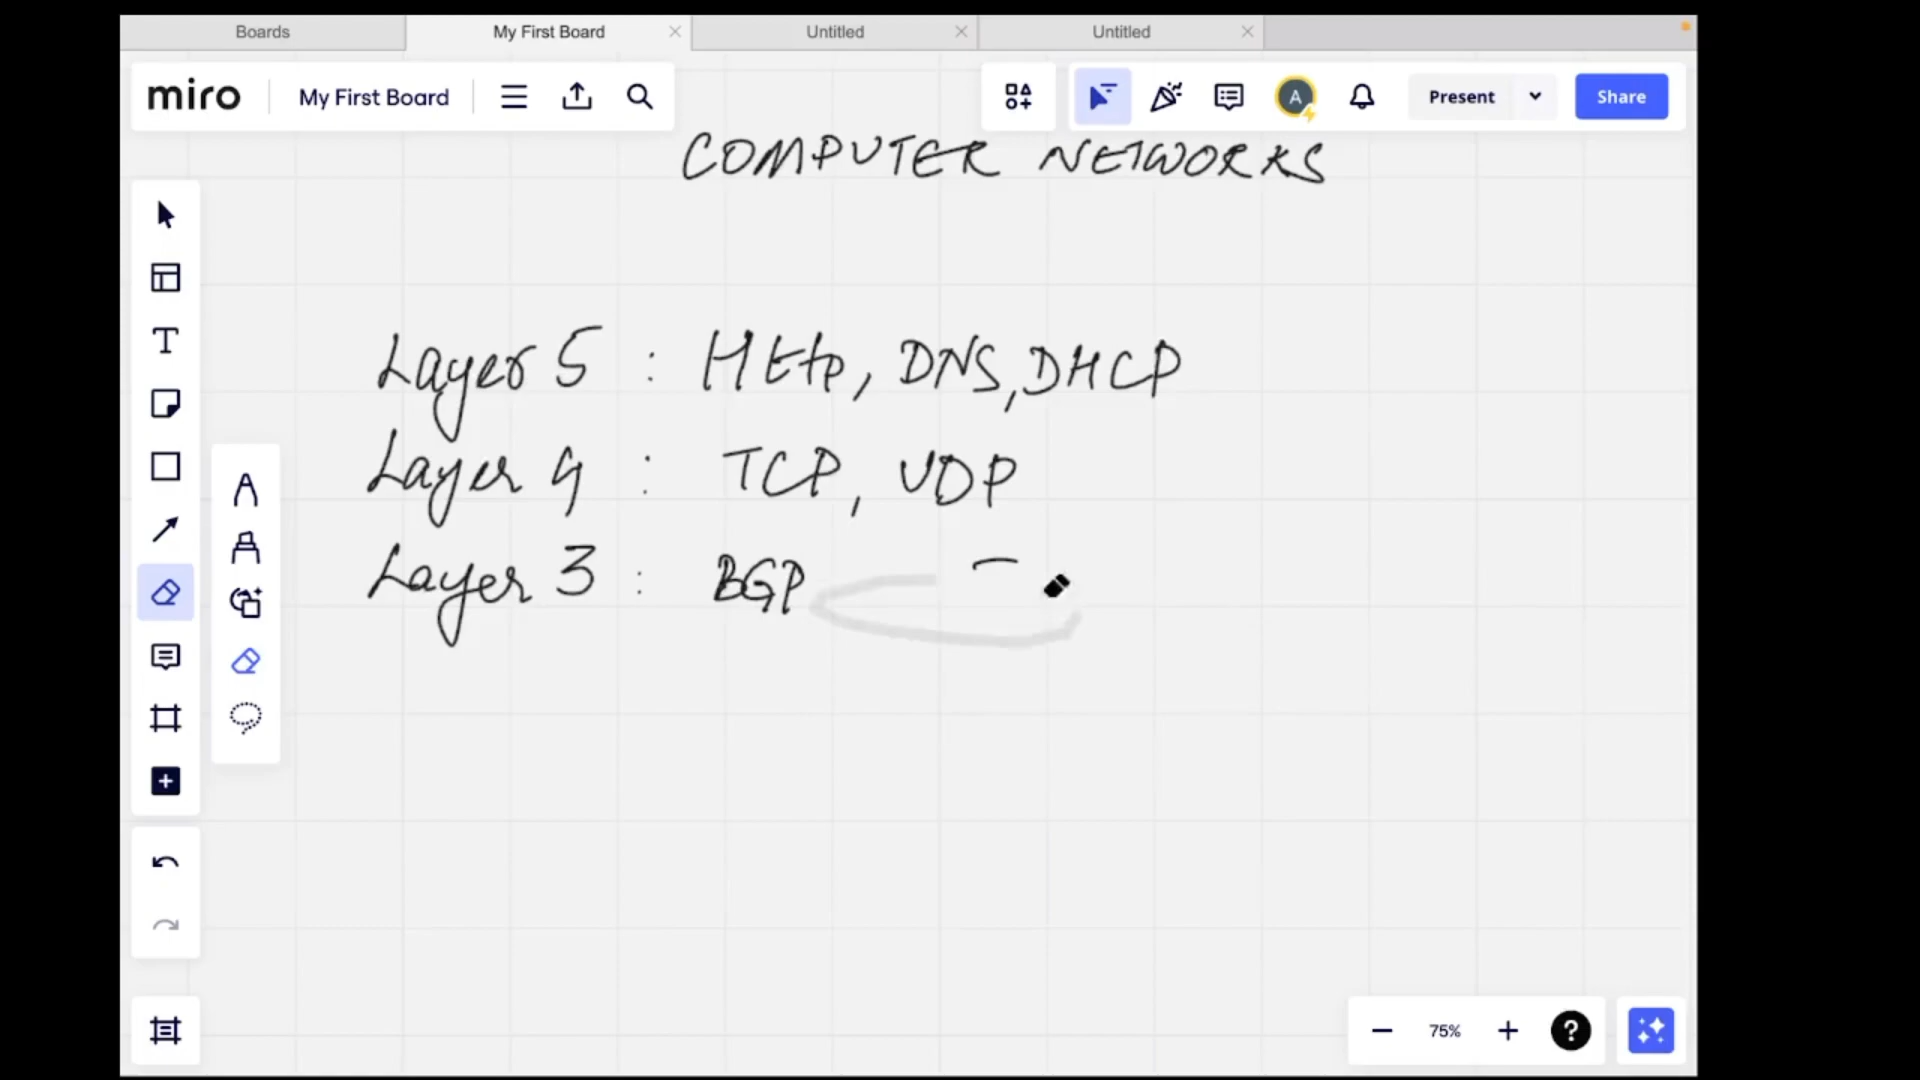 Boards My First Board Untitled Untitled
miro My First Board A Present Share
COMPUTER NETWORKS
Layer 5 : Http, DNS, DHCP
Layer 4 : TCP, UDP
Layer 3 : BGP
75% ?